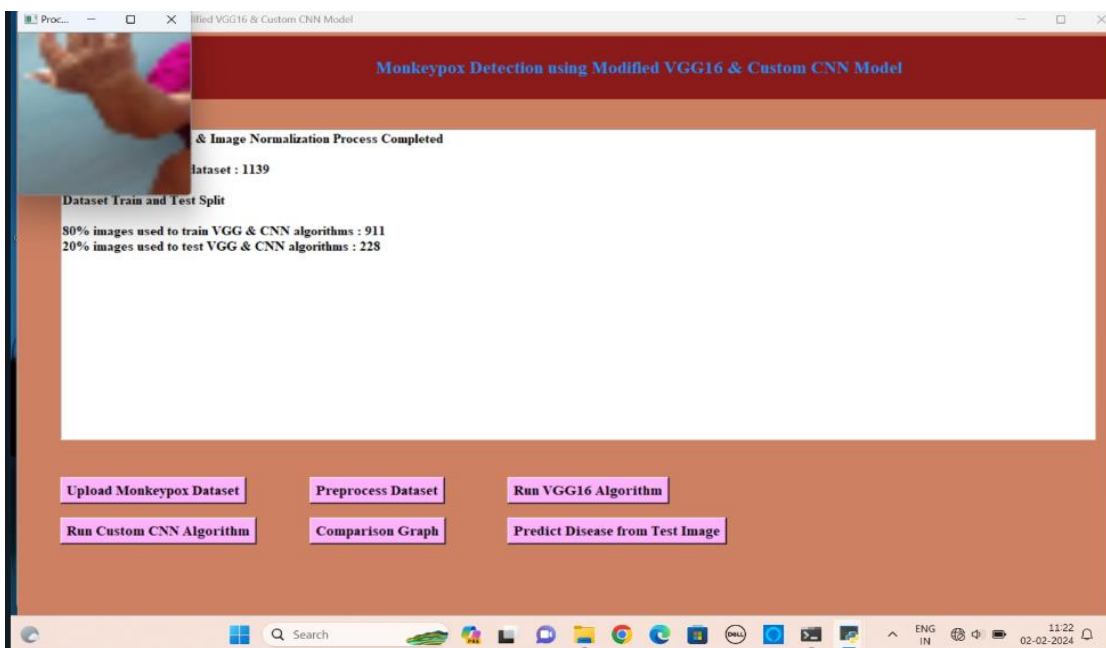 Proc...
ified VGG16 & Custom CNN Model
Monkeypox Detection using Modified VGG16 & Custom CNN Model
& Image Normalization Process Completed
dataset : 1139
Dataset Train and Test Split
80% images used to train VGG & CNN algorithms : 911
20% images used to test VGG & CNN algorithms : 228
Upload Monkeypox Dataset Preprocess Dataset Run VGG16 Algorithm
Run Custom CNN Algorithm Comparison Graph Predict Disease from Test Image
Search
DELL
ENG
IN
11:22
02-02-2024